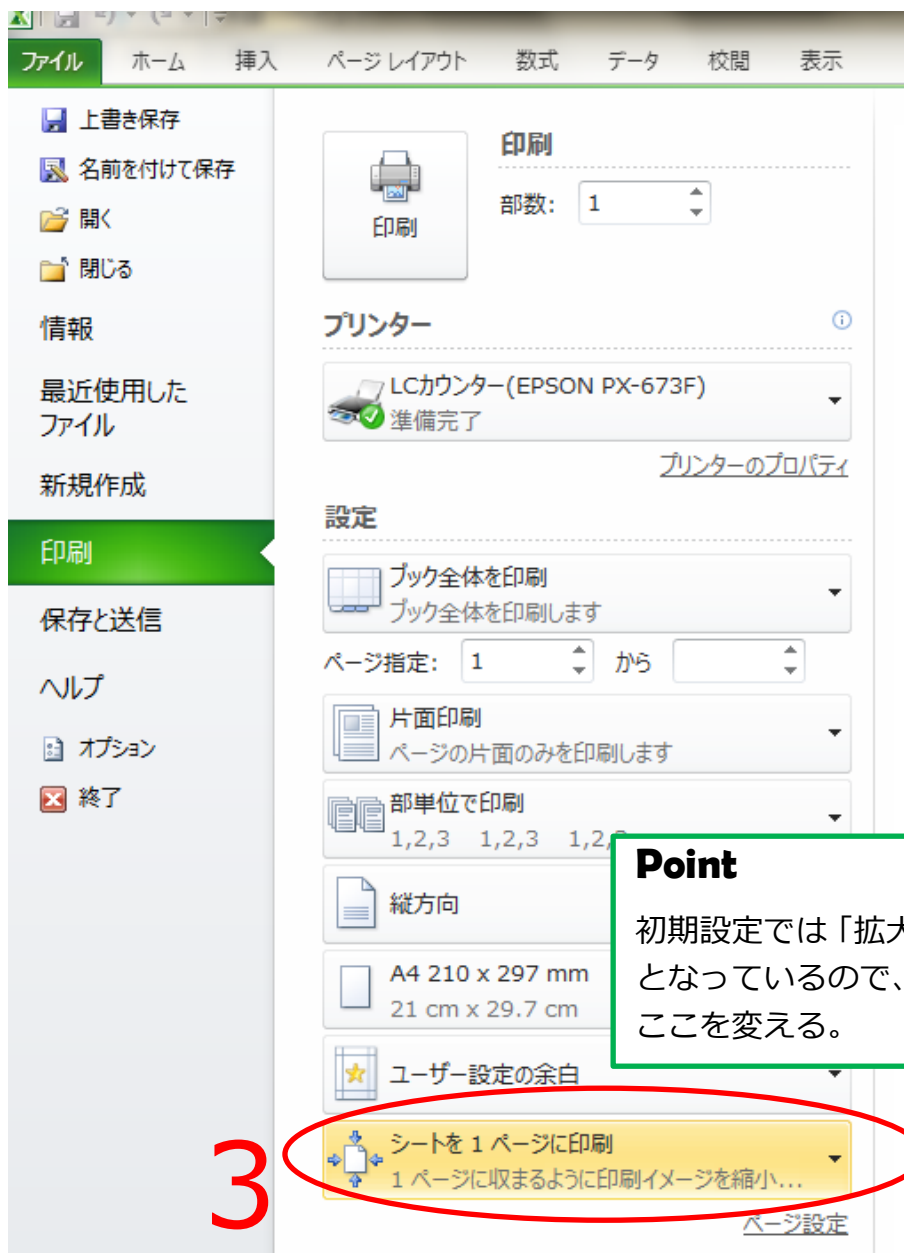 ファイル ホーム 挿入 ページ レイアウト 数式 データ 校閲 表示
上書き保存
名前を付けて保存
開く
閉じる
情報
最近使用した
ファイル
新規作成
印刷
保存と送信
ヘルプ
オプション
終了
印刷
印刷
部数: 1
プリンター
LCカウンター(EPSON PX-673F)
準備完了
プリンターのプロパティ
設定
ブック全体を印刷
ブック全体を印刷します
ページ指定: 1 から
片面印刷
ページの片面のみを印刷します
部単位で印刷
1,2,3 1,2,3 1,2,
縦方向
A4 210 x 297 mm
21 cm x 29.7 cm
ユーザー設定の余白
Point
初期設定では「拡大
となっているので、
ここを変える。
3
シートを 1 ページに印刷
1 ページに収まるように印刷イメージを縮小...
ページ設定